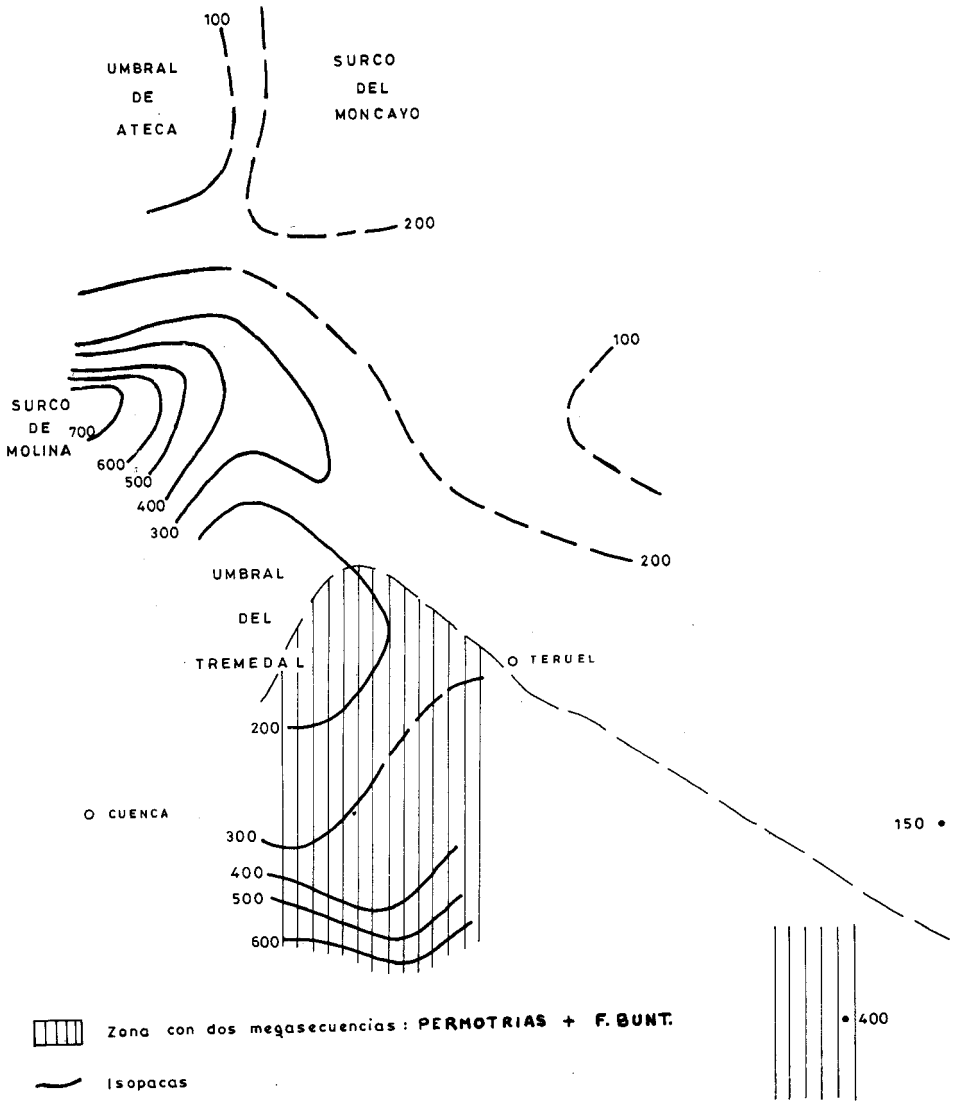 100
UMBRAL
DE
ATECA
SURCO
DEL
MONCAYO
200
100
SURCO
DE
MOLINA
700
600
500
400
300
200
UMBRAL
DEL
TREMEDAL
TERUEL
200
CUENCA
300
400
500
600
150
400
Zona con dos megasecuencias: PERMOTRIAS + F. BUNT.
Isopacas